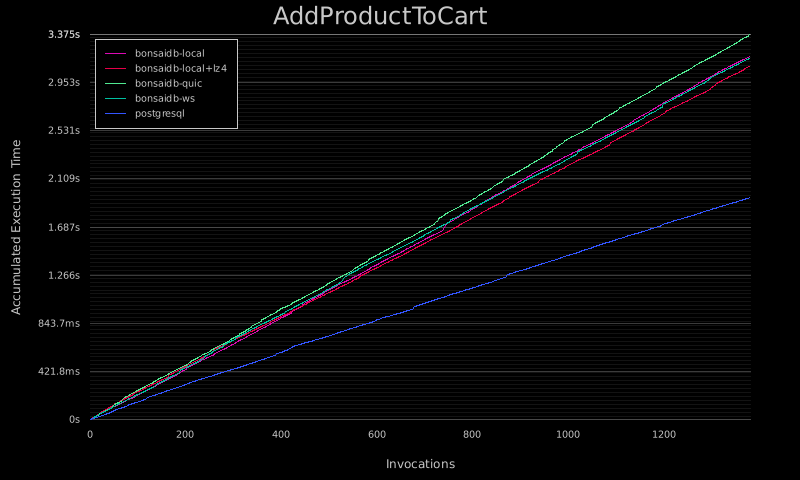 AddProductToCart
3.375s
2.953s
2.531s
2.109s
1.687s
1.266s
843.7ms
421.8ms
0s
Accumulated Execution Time
bonsaidb-local
bonsaidb-local+lz4
bonsaidb-quic
bonsaidb-ws
postgresql
0 200 400 600 800 1000 1200
Invocations